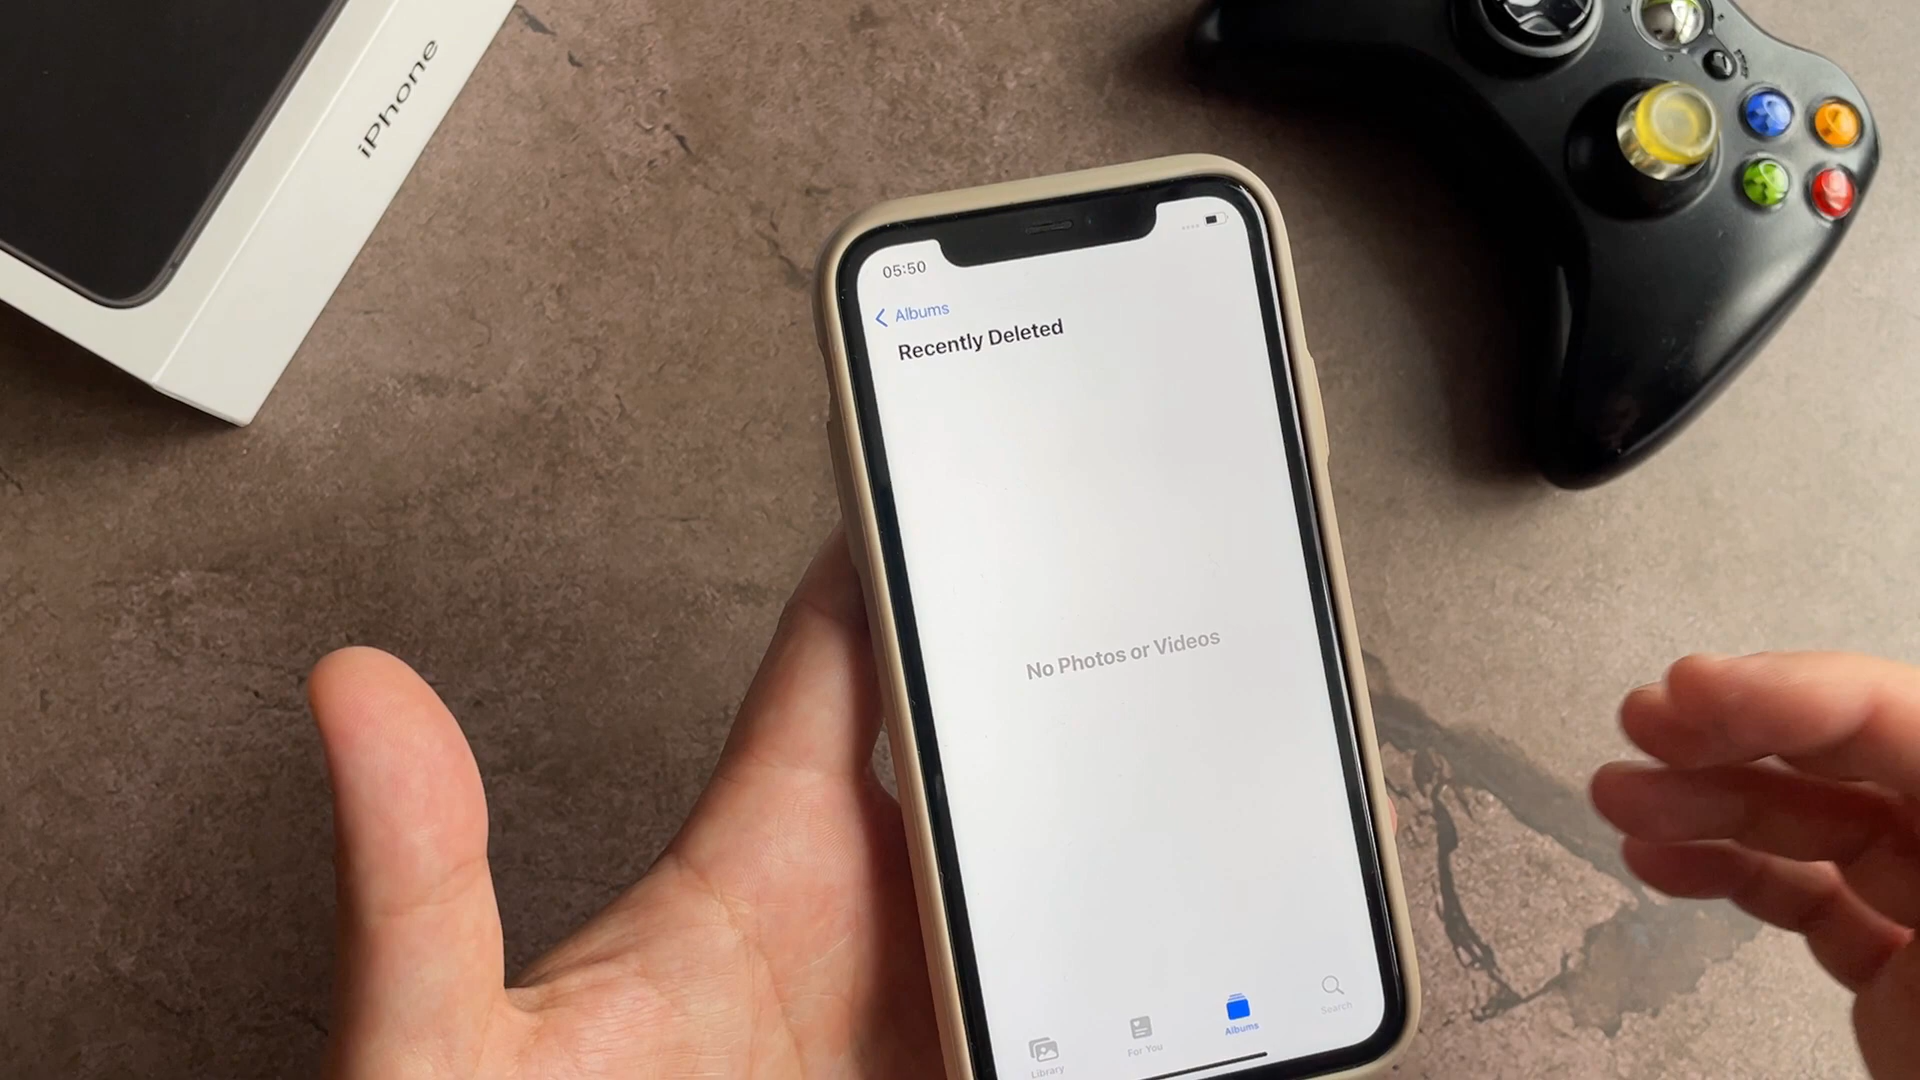 iPhone
05:50
Albums
Recently Deleted
No Photos or Videos
Library
For You
Albums
Search